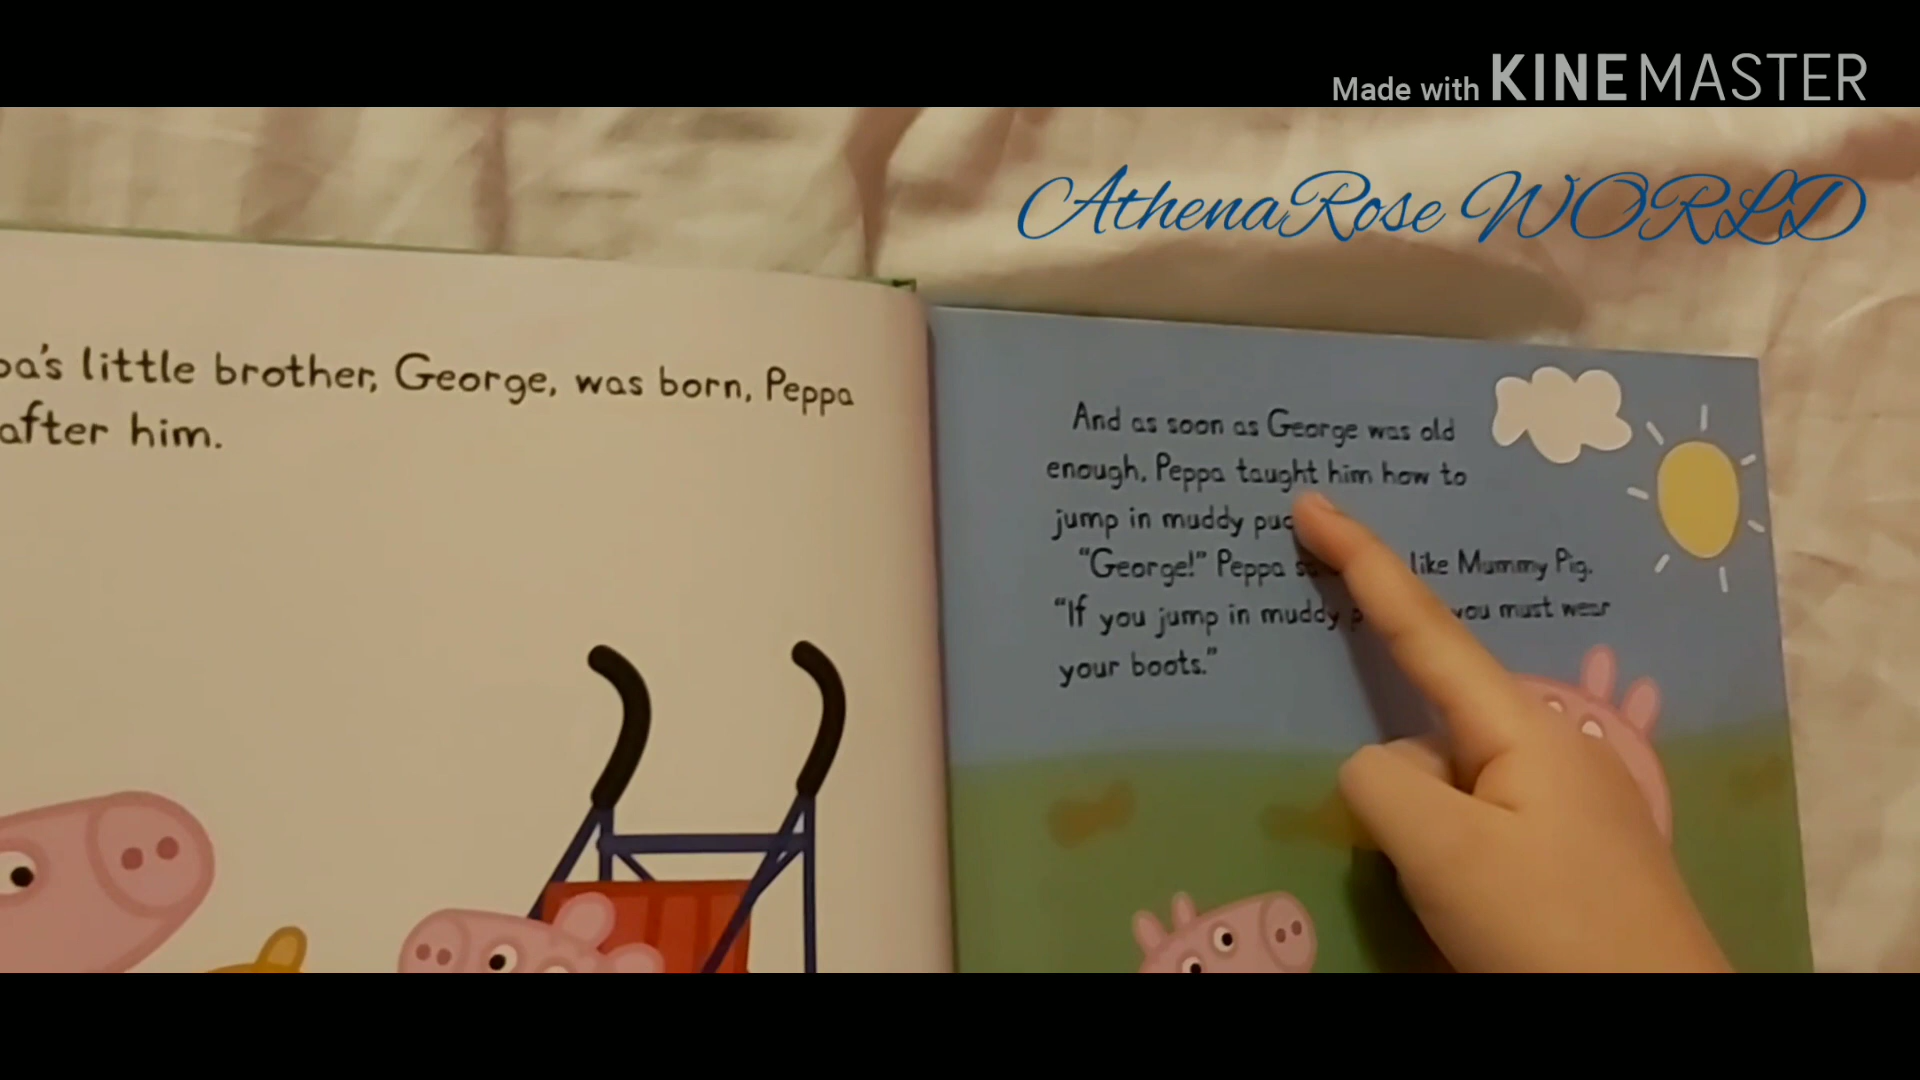 Made with KINEMASTER
AthenaRose WORLD
pa's little brother, George, was born, Peppa
after him.
And as soon as George was old
enough, Peppa taught him how to
jump in muddy
"George!" Peppa like Mummy Pig.
"If you jump in muddy you must wear
your boots."